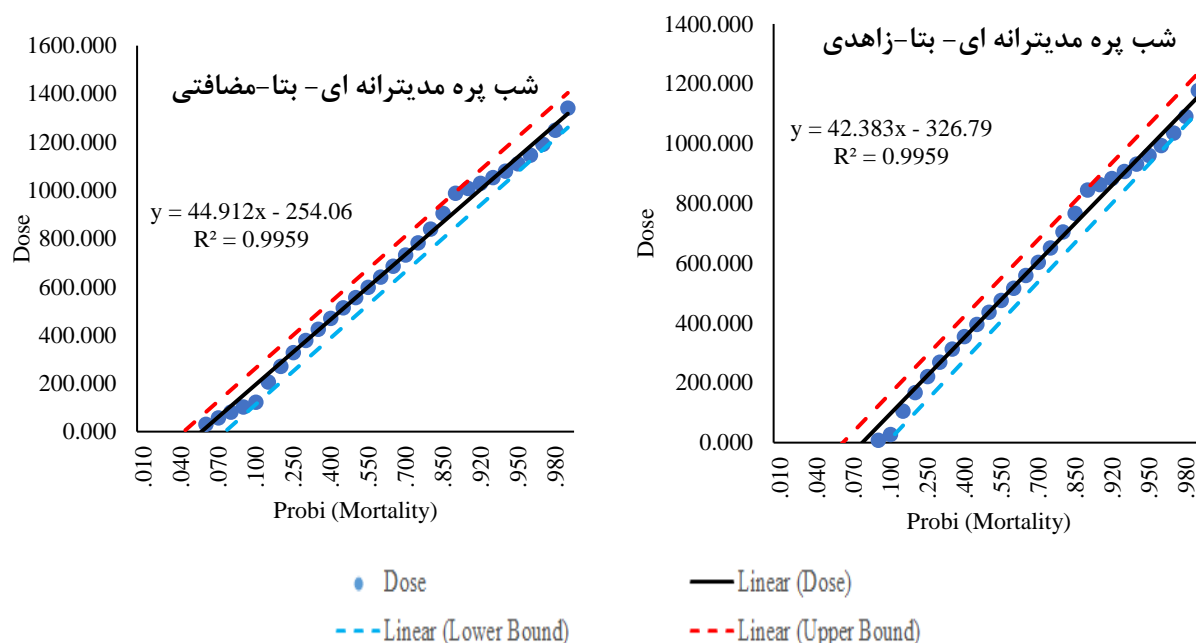 شب پره مدیترانه ای- بتا-مضافتی
y = 44.912x - 254.06
R² = 0.9959
Dose
1600.000
1400.000
1200.000
1000.000
800.000
600.000
400.000
200.000
0.000
.010
.040
.070
.100
.250
.400
.550
.700
.850
.920
.950
.980
Probi (Mortality)
شب پره مدیترانه ای- بتا-زاهدی
y = 42.383x - 326.79
R² = 0.9959
Dose
1400.000
1200.000
1000.000
800.000
600.000
400.000
200.000
0.000
.010
.040
.070
.100
.250
.400
.550
.700
.850
.920
.950
.980
Probi (Mortality)
Dose
Linear (Dose)
Linear (Lower Bound)
Linear (Upper Bound)